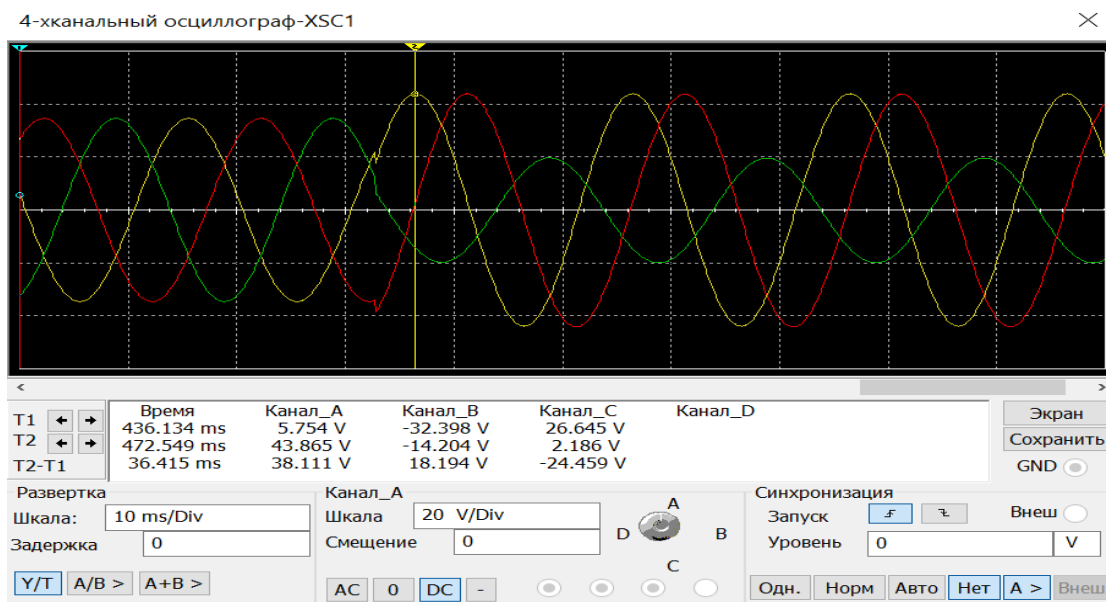 4-хканальный осциллограф-XSC1
1
2
T1
T2
T2-T1
Время Канал_A Канал_B Канал_C Канал_D
436.134 ms 5.754 V -32.398 V 26.645 V
472.549 ms 43.865 V -14.204 V 2.186 V
36.415 ms 38.111 V 18.194 V -24.459 V
Экран
Сохранить
GND
Развертка
Шкала: 10 ms/Div
Задержка 0
Y/T A/B > A+B >
Канал_A
Шкала 20 V/Div
Смещение 0
AC 0 DC -
A
D B
C
Синхронизация
Запуск Внеш
Уровень 0 V
Одн. Норм Авто Нет A > Внеш